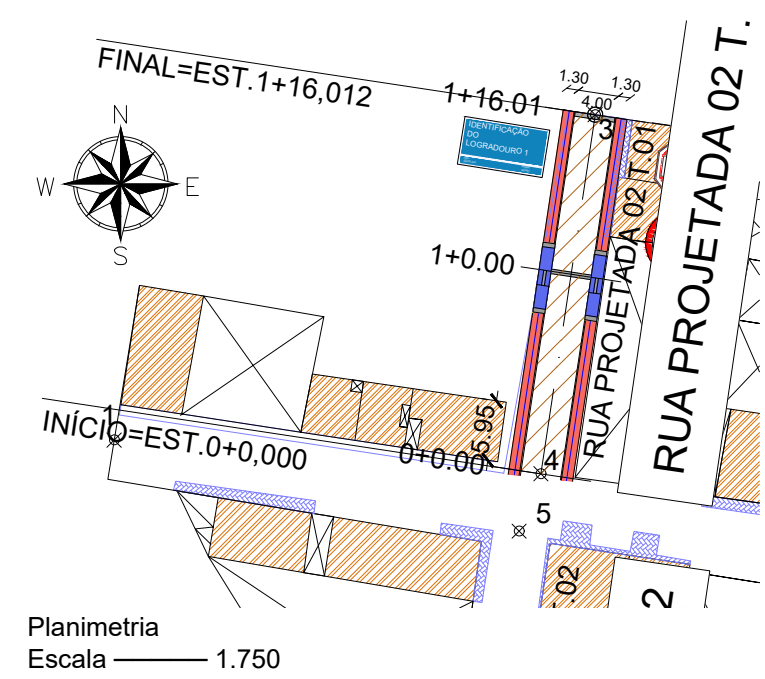 FINAL=EST.1+16,012
1+16.01
1.30
1.30
4.00
3
IDENTIFICAÇÃO
DO
LOGRADOURO 1
N
W
E
S
1+0.00
RUA PROJETADA 02 T.01
RUA PROJETADA 02 T.
1
INÍCIO=EST.0+0,000
0+0.00
5.95
4
5
.02
2
Planimetria
Escala 1.750